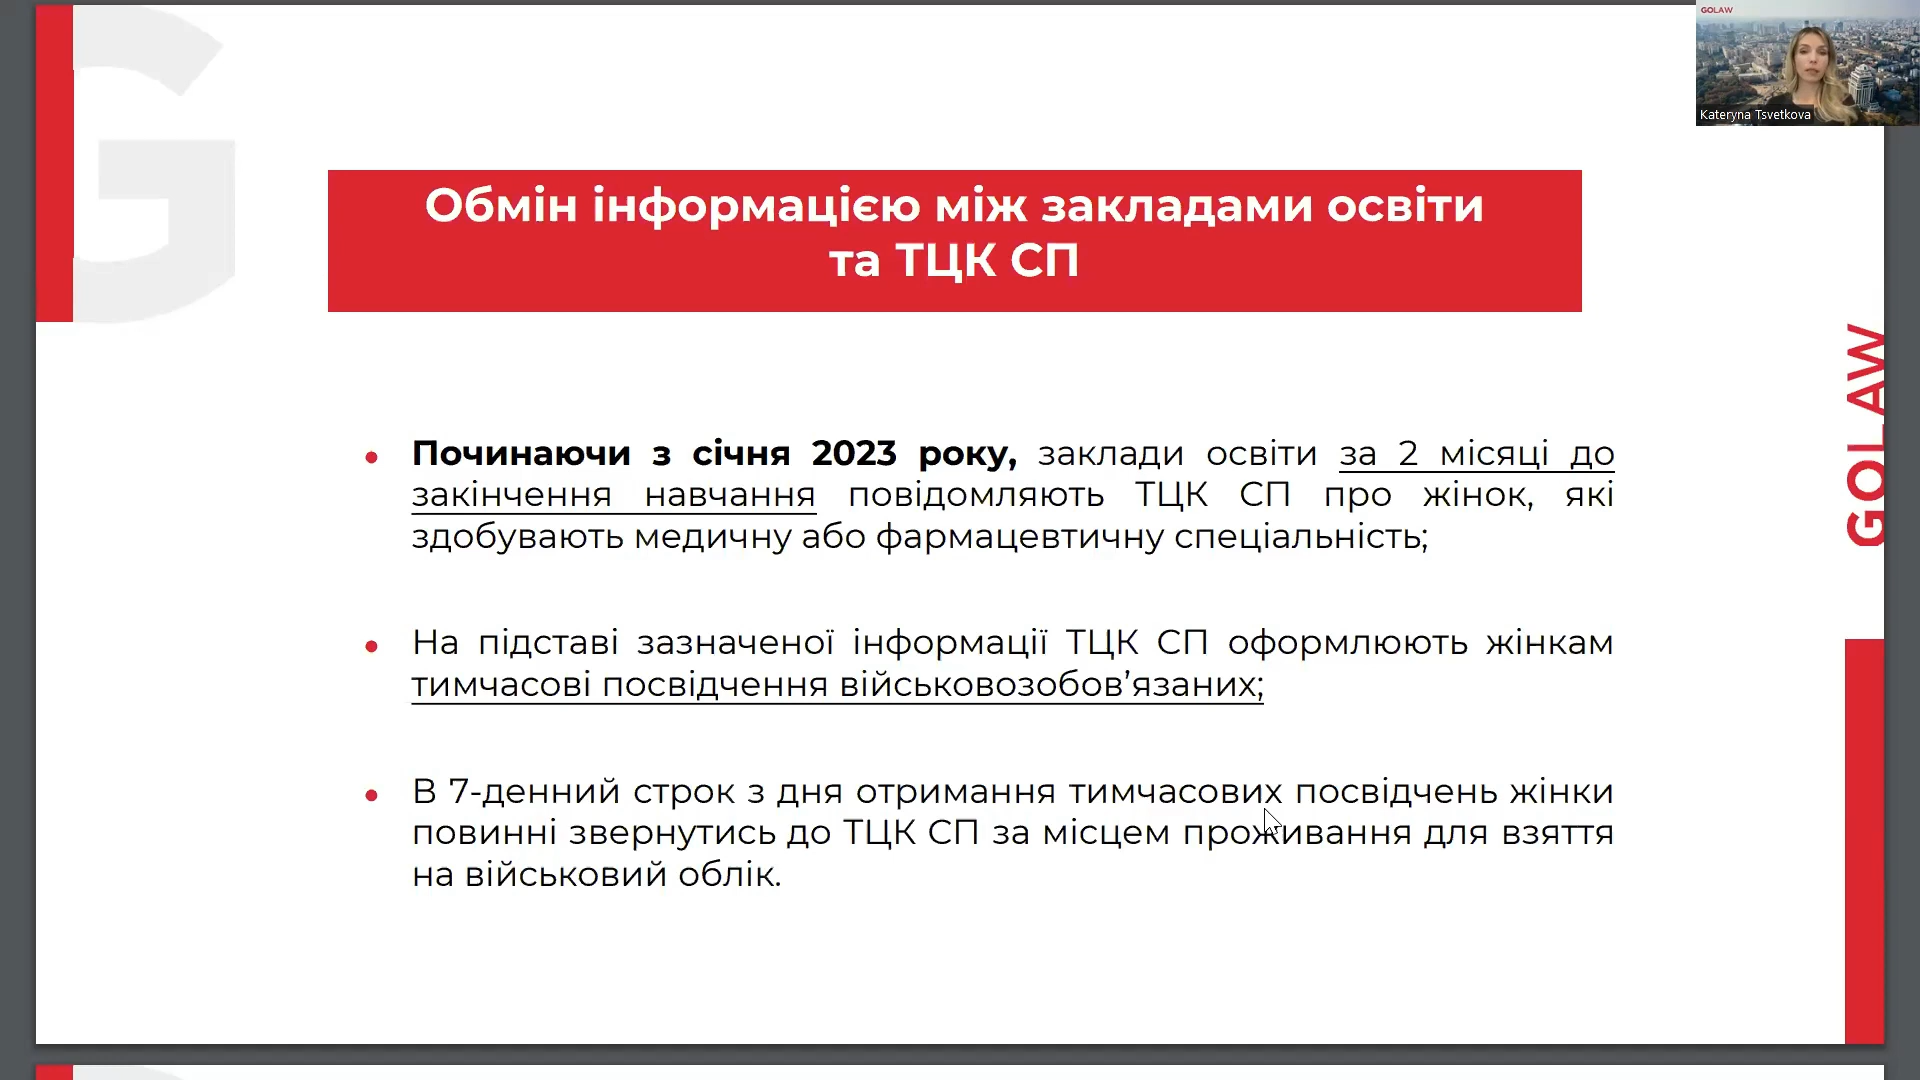 GOLAW
Kateryna Tsvetkova
Обмін інформацією між закладами освіти
та ТЦК СП
Починаючи з січня 2023 року, заклади освіти за 2 місяці до
закінчення навчання повідомляють ТЦК СП про жінок, які
здобувають медичну або фармацевтичну спеціальність;
На підставі зазначеної інформації ТЦК СП оформлюють жінкам
тимчасові посвідчення військовозобов’язаних;
В 7-денний строк з дня отримання тимчасових посвідчень жінки
повинні звернутись до ТЦК СП за місцем проживання для взяття
на військовий облік.
GOLAW